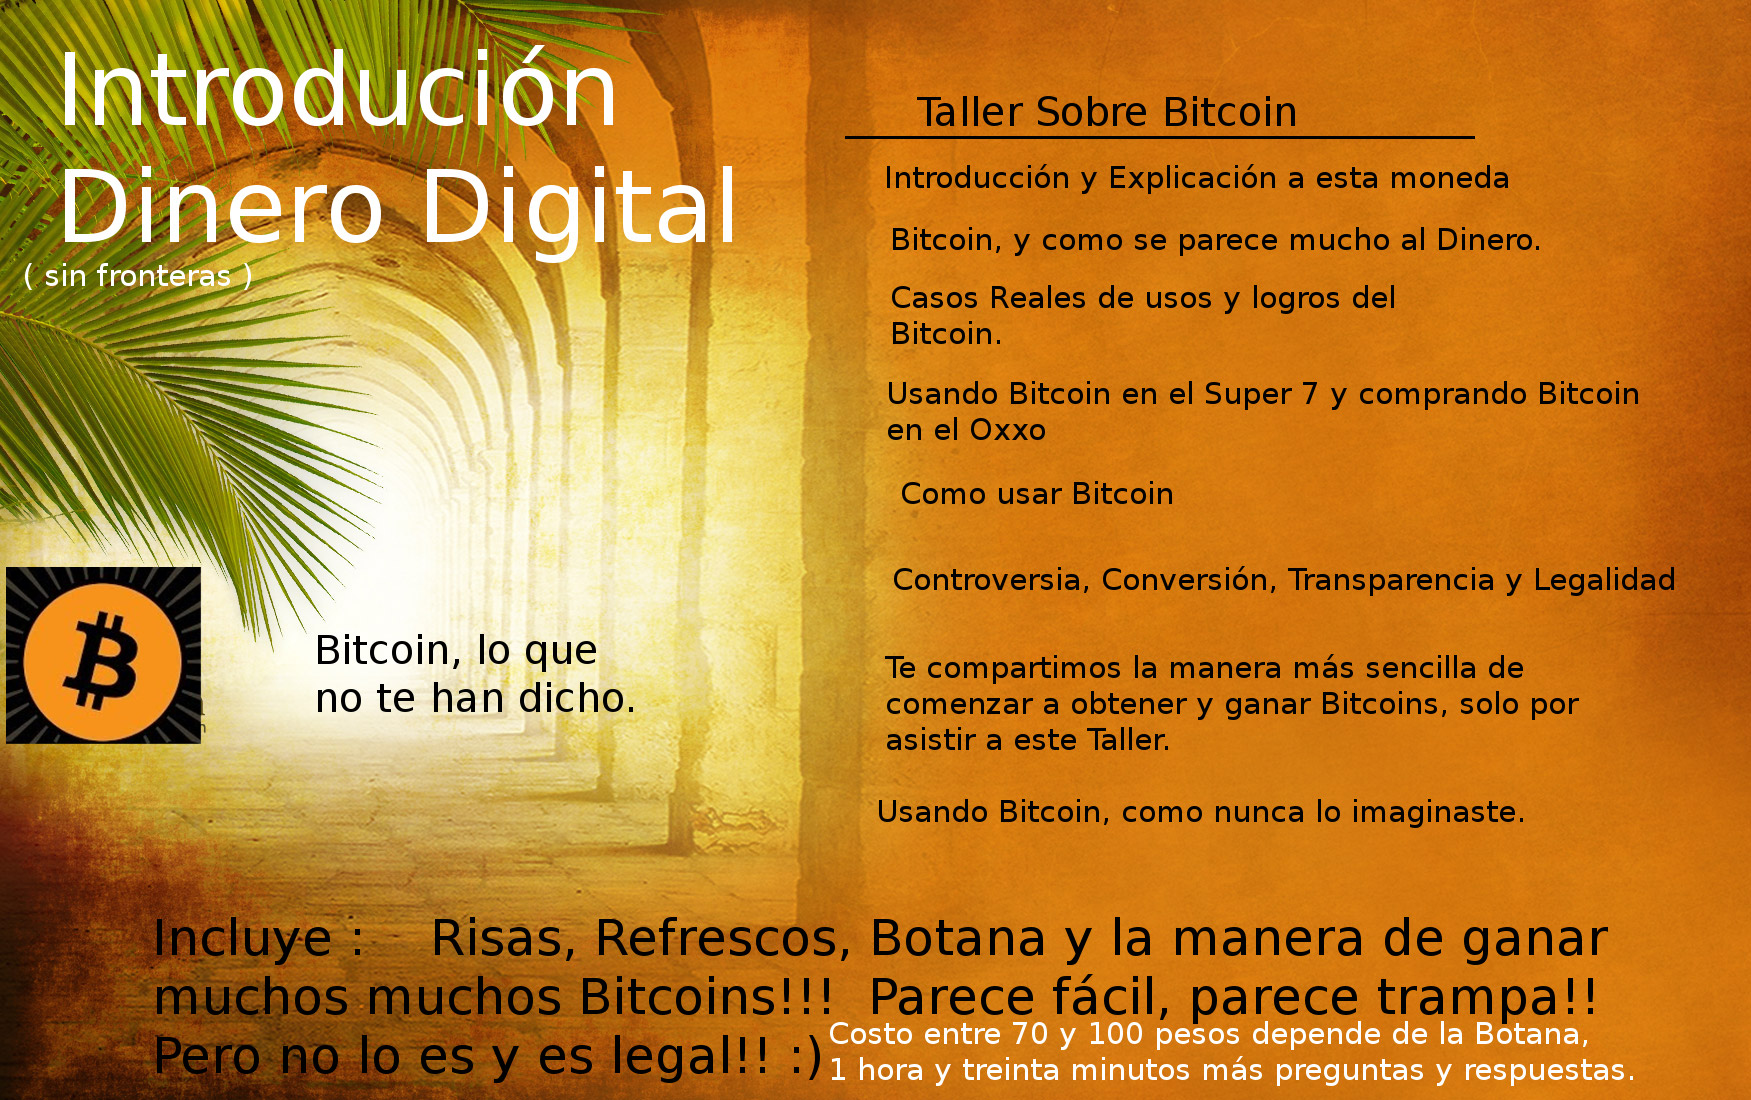 Introdución
Dinero Digital
( sin fronteras )
Bitcoin, lo que
no te han dicho.
Taller Sobre Bitcoin
Introducción y Explicación a esta moneda
Bitcoin, y como se parece mucho al Dinero.
Casos Reales de usos y logros del
Bitcoin.
Usando Bitcoin en el Super 7 y comprando Bitcoin
en el Oxxo
Como usar Bitcoin
Controversia, Conversión, Transparencia y Legalidad
Te compartimos la manera más sencilla de
comenzar a obtener y ganar Bitcoins, solo por
asistir a este Taller.
Usando Bitcoin, como nunca lo imaginaste.
Incluye : Risas, Refrescos, Botana y la manera de ganar
muchos muchos Bitcoins!!! Parece fácil, parece trampa!!
Pero no lo es y es legal!! :)
Costo entre 70 y 100 pesos depende de la Botana,
1 hora y treinta minutos más preguntas y respuestas.